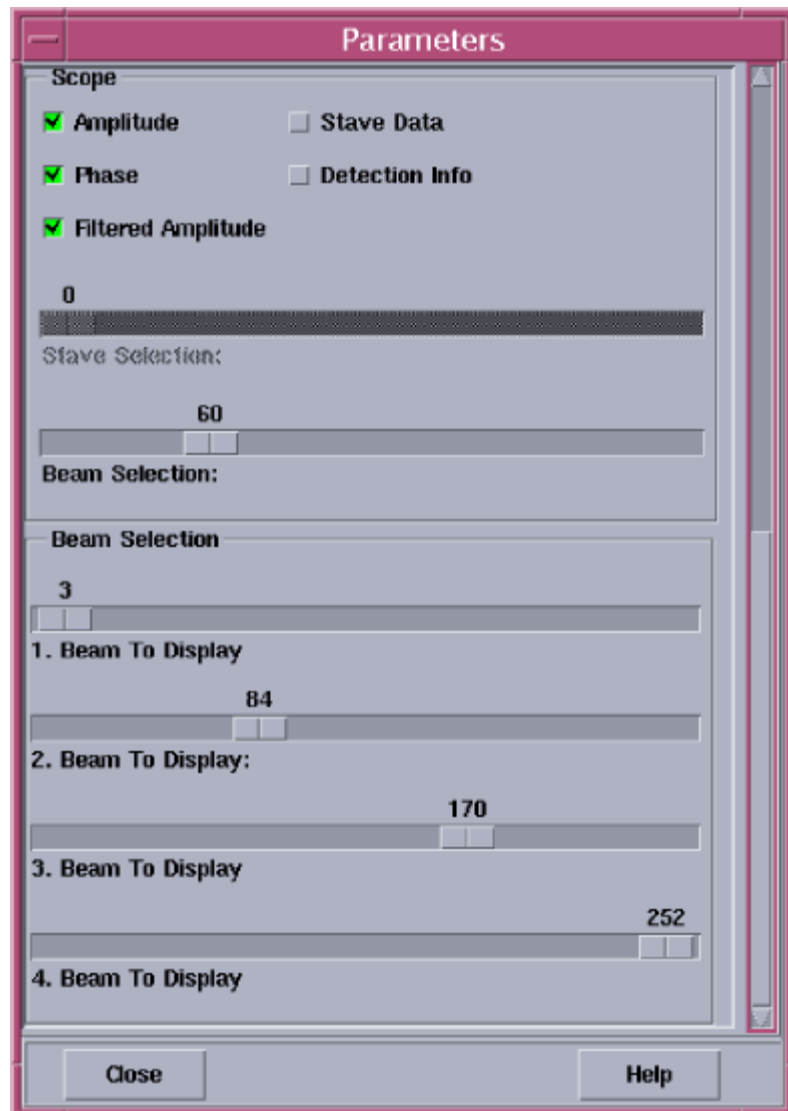 Parameters
Scope
Amplitude
Stave Data
Phase
Detection Info
Filtered Amplitude
0
Stave Selection:
60
Beam Selection:
Beam Selection
3
1. Beam To Display
84
2. Beam To Display:
170
3. Beam To Display
252
4. Beam To Display
Close
Help